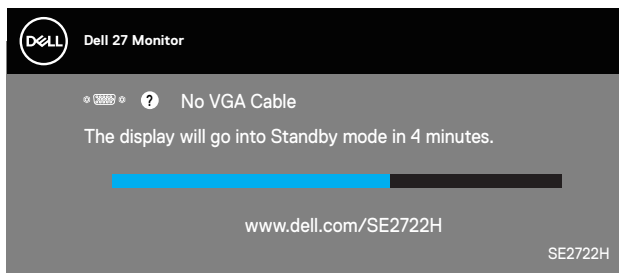 DELL Dell 27 Monitor
? No VGA Cable
The display will go into Standby mode in 4 minutes.
www.dell.com/SE2722H
SE2722H